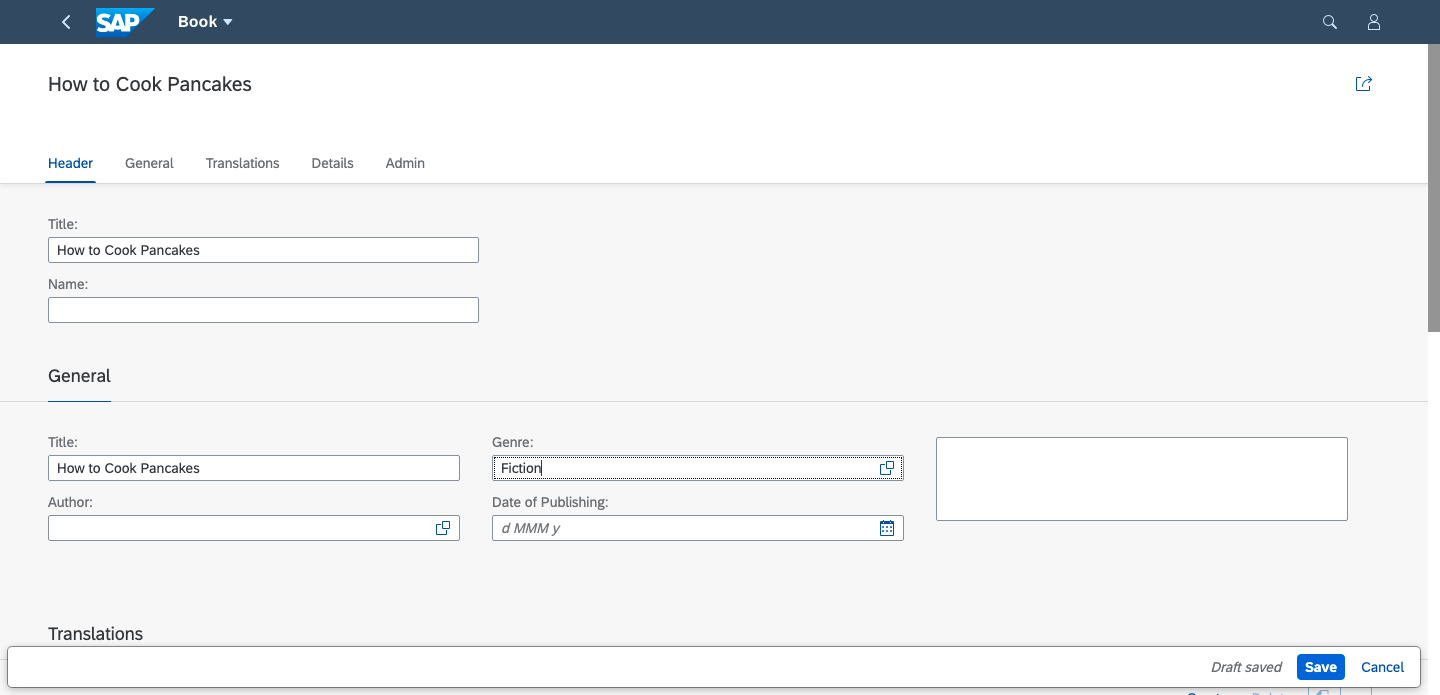 SAP Book
How to Cook Pancakes
Header General Translations Details Admin
Title:
How to Cook Pancakes
Name:
General
Title:
How to Cook Pancakes
Author:
Genre:
Fiction
Date of Publishing:
d MMM y
Translations
Draft saved Save Cancel